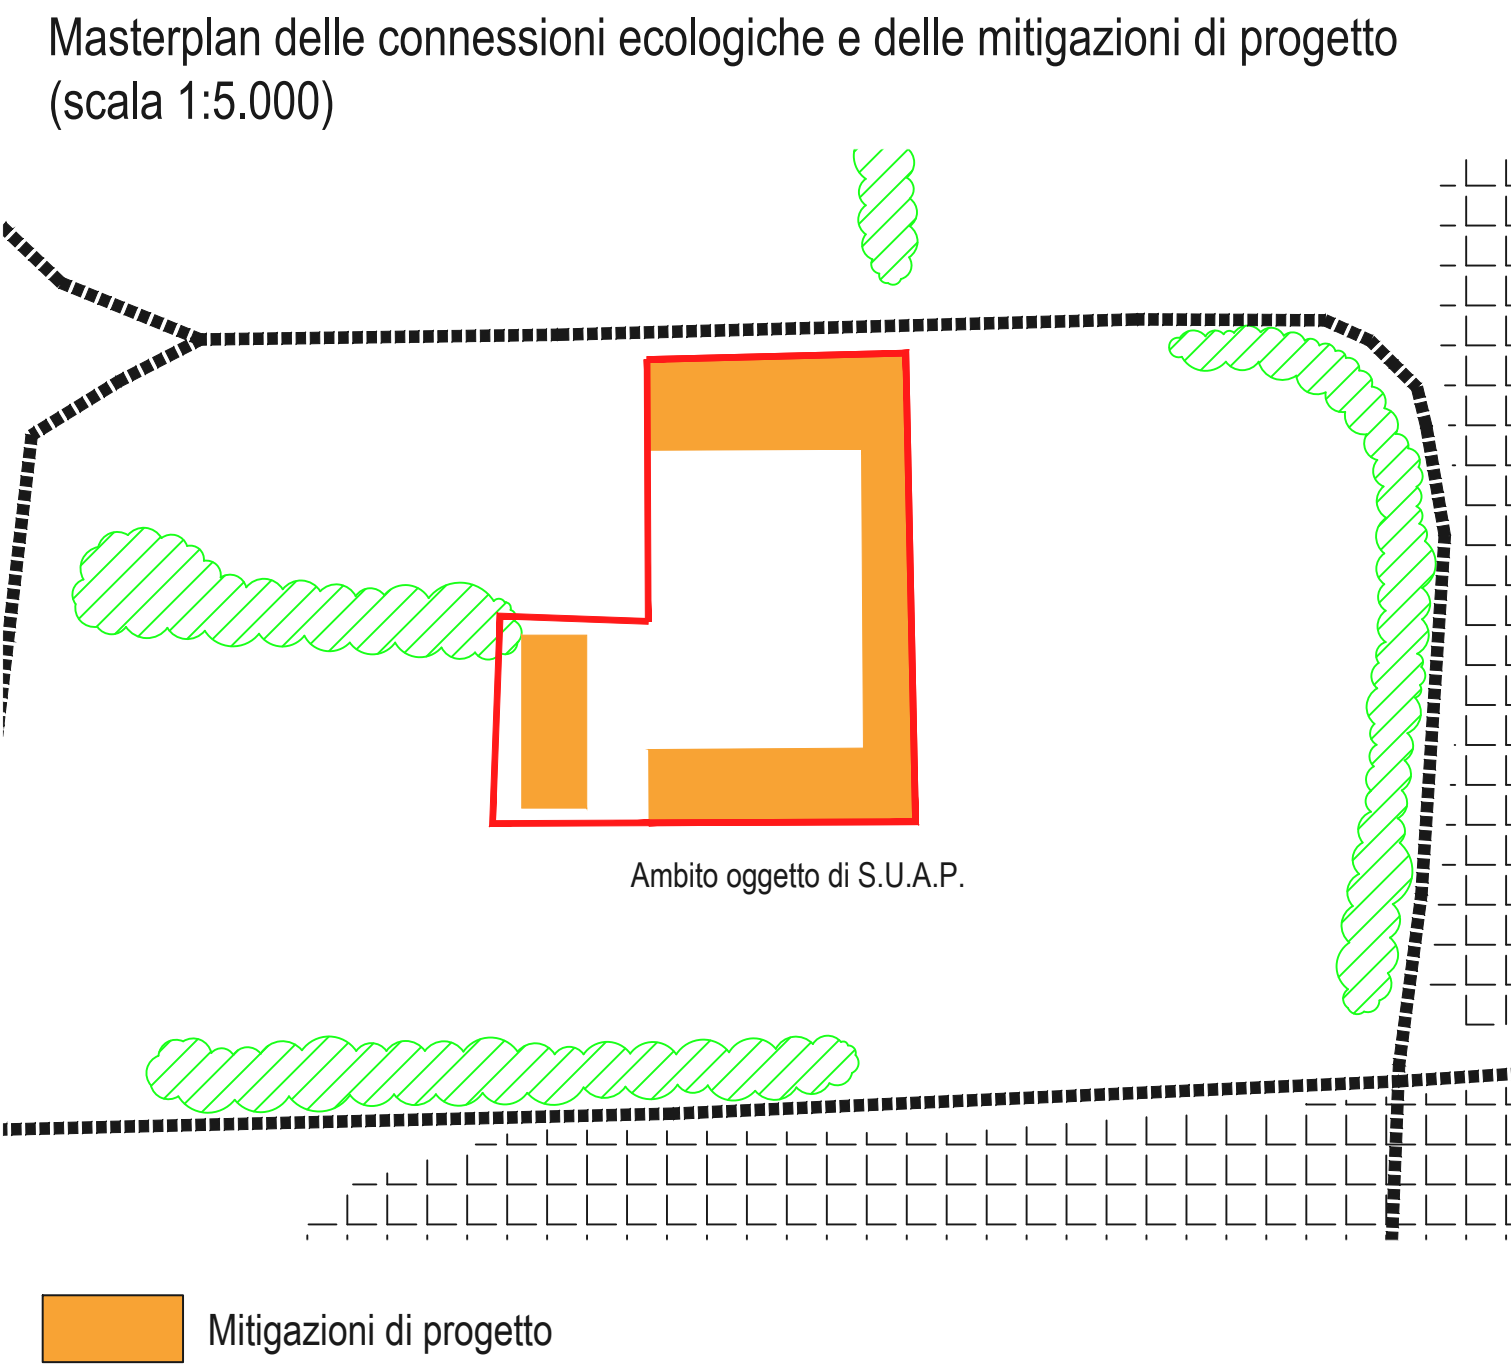 Masterplan delle connessioni ecologiche e delle mitigazioni di progetto
(scala 1:5.000)
Ambito oggetto di S.U.A.P.
Mitigazioni di progetto